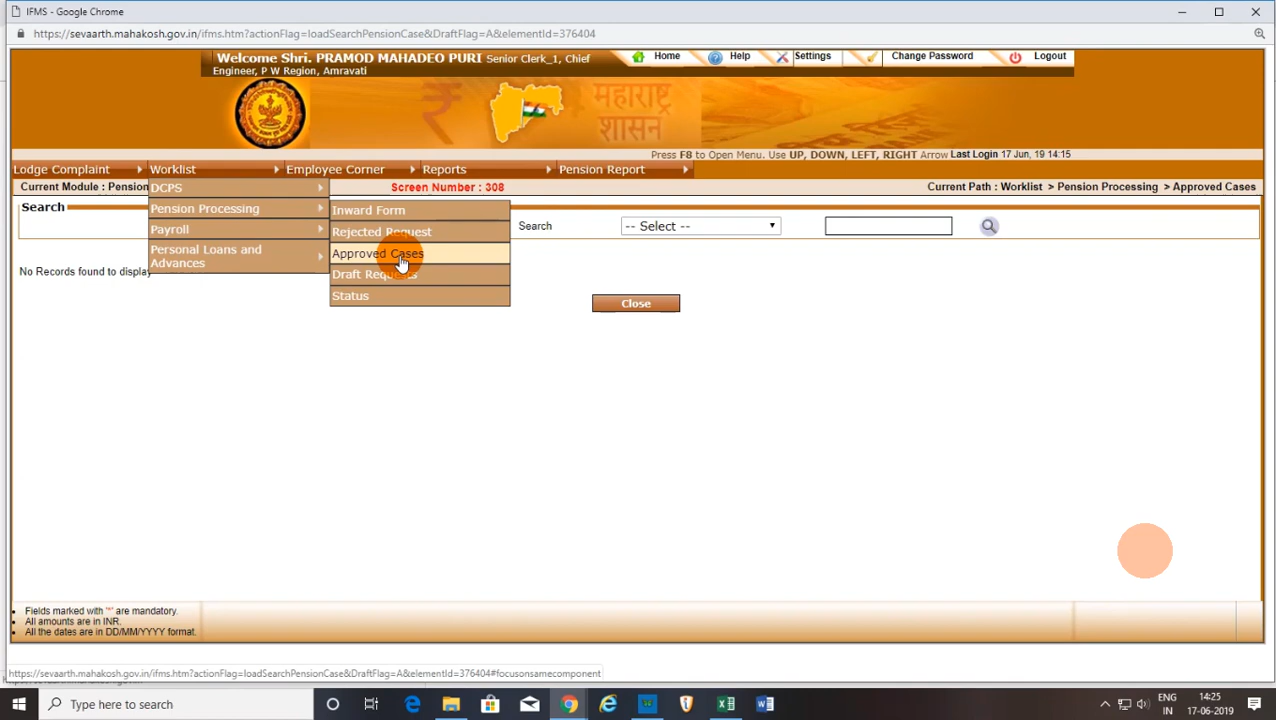 IFMS - Google Chrome
https://sevaarth.mahakosh.gov.in/ifms.htm?actionFlag=loadSearchPensionCase&DraftFlag=A&elementId=376404
Welcome Shri. PRAMOD MAHADEO PURI Senior Clerk_1, Chief
Engineer, P W Region, Amravati
Home Help Settings Change Password Logout
महाराष्ट्र
शासन
Press F8 to Open Menu. Use UP, DOWN, LEFT, RIGHT Arrow Last Login 17 Jun, 19 14:15
Lodge Complaint Worklist Employee Corner Reports Pension Report
Current Module : Pension
Screen Number : 308
Current Path : Worklist > Pension Processing > Approved Cases
DCPS
Pension Processing
Payroll
Personal Loans and
Advances
Inward Form
Rejected Request
Approved Cases
Draft Requests
Status
Search
Search -- Select --
No Records found to display
Close
Fields marked with '*' are mandatory.
All amounts are in INR.
All the dates are in DD/MM/YYYY format.
https://sevaarth.mahakosh.gov.in/ifms.htm?actionFlag=loadSearchPensionCase&DraftFlag=A&elementId=376404#focusonsamecomponent
Type here to search
ENG
IN
14:25
17-06-2019